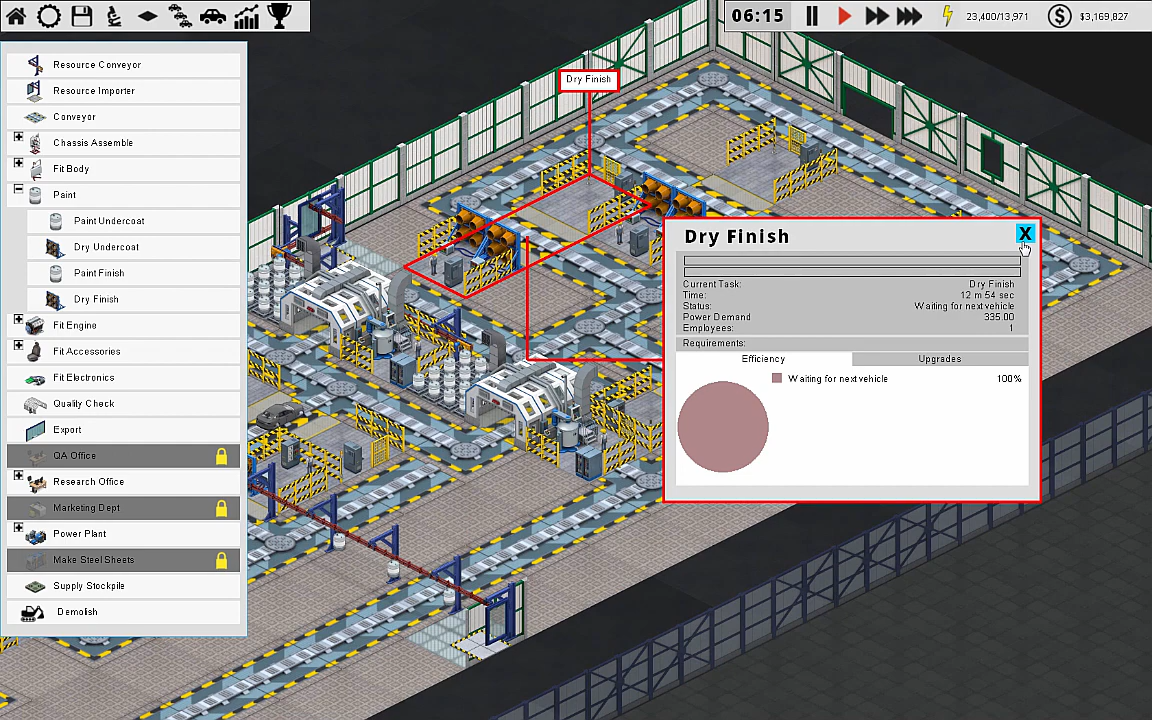 06:15
23,400/13,971
$3,169,827
Resource Conveyor
Resource Importer
Conveyor
Chassis Assemble
Fit Body
Paint
Paint Undercoat
Dry Undercoat
Paint Finish
Dry Finish
Fit Engine
Fit Accessories
Fit Electronics
Quality Check
Export
QA Office
Research Office
Marketing Dept
Power Plant
Make Steel Sheets
Supply Stockpile
Demolish
Dry Finish
Dry Finish
X
Current Task: Dry Finish
Time: 12 m 54 sec
Status: Waiting for next vehicle
Power Demand 335.00
Employees: 1
Requirements:
Efficiency Upgrades
Waiting for next vehicle 100%